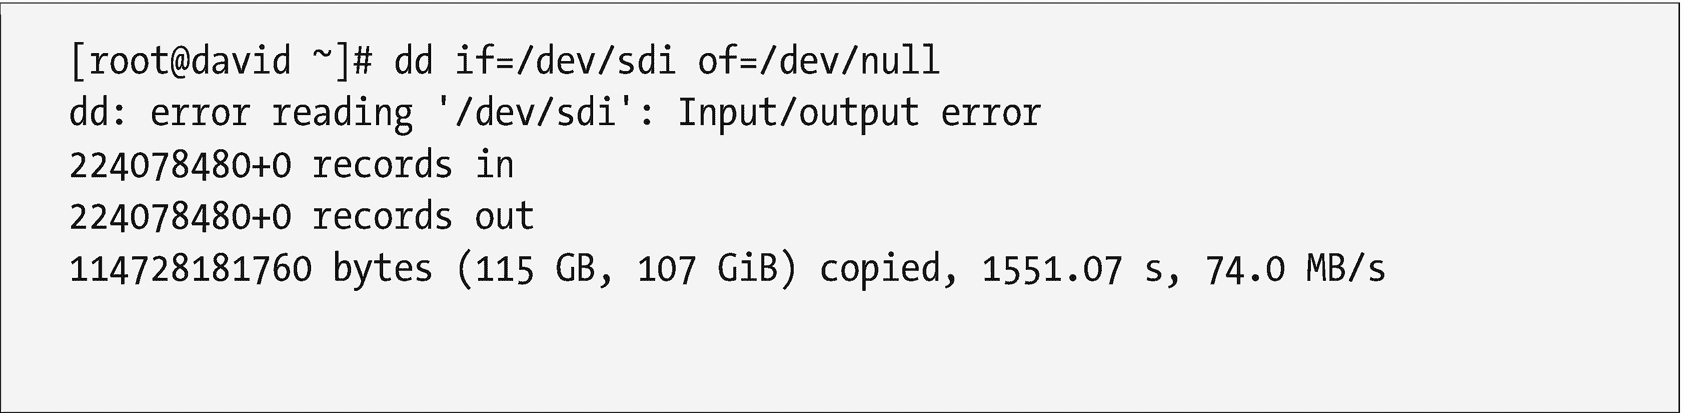 [root@david ~]# dd if=/dev/sdi of=/dev/null
dd: error reading '/dev/sdi': Input/output error
224078480+0 records in
224078480+0 records out
114728181760 bytes (115 GB, 107 GiB) copied, 1551.07 s, 74.0 MB/s